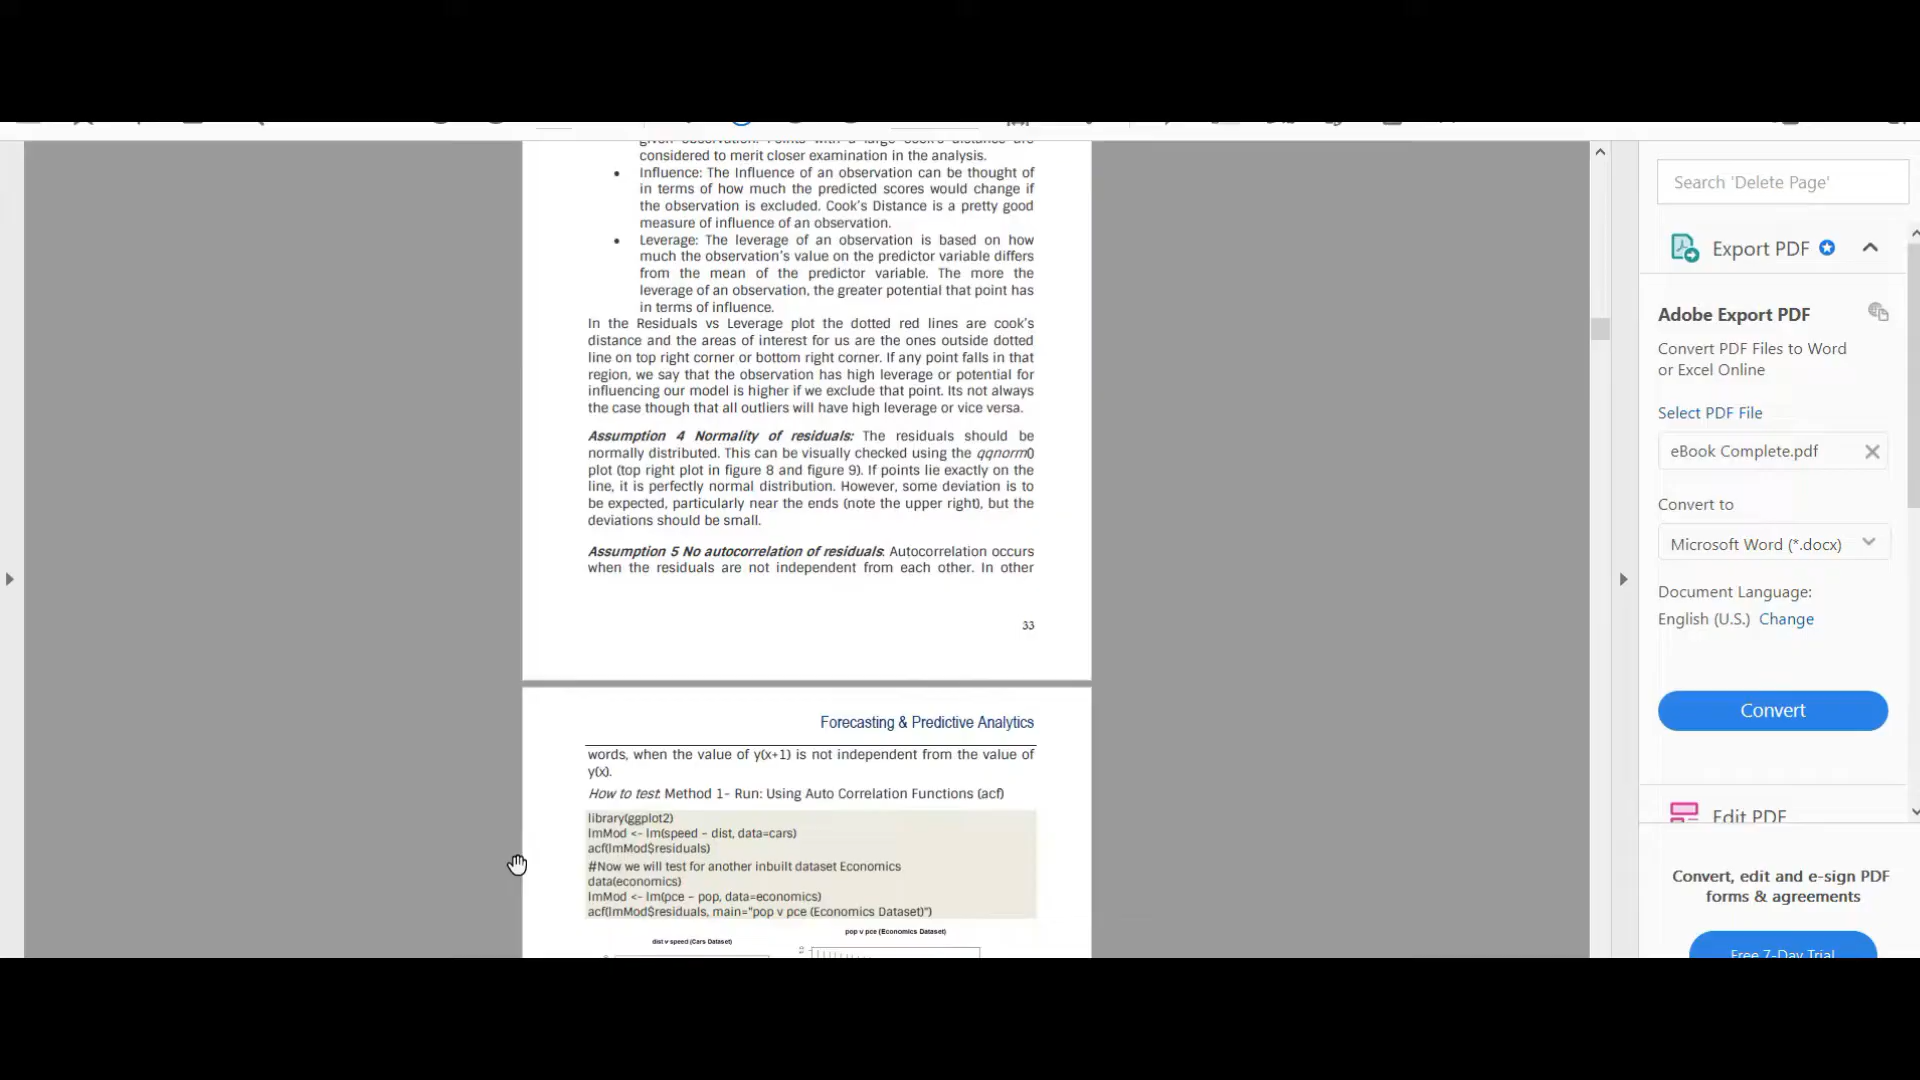 given observation. Points with a large cook's distance are
considered to merit closer examination in the analysis.
• Influence: The Influence of an observation can be thought of
in terms of how much the predicted scores would change if
the observation is excluded. Cook's Distance is a pretty good
measure of influence of an observation.
• Leverage: The leverage of an observation is based on how
much the observation's value on the predictor variable differs
from the mean of the predictor variable. The more the
leverage of an observation, the greater potential that point has
in terms of influence.
In the Residuals vs Leverage plot the dotted red lines are cook's
distance and the areas of interest for us are the ones outside dotted
line on top right corner or bottom right corner. If any point falls in that
region, we say that the observation has high leverage or potential for
influencing our model is higher if we exclude that point. Its not always
the case though that all outliers will have high leverage or vice versa.
Assumption 4 Normality of residuals: The residuals should be
normally distributed. This can be visually checked using the qqnorm()
plot (top right plot in figure 8 and figure 9). If points lie exactly on the
line, it is perfectly normal distribution. However, some deviation is to
be expected, particularly near the ends (note the upper right), but the
deviations should be small.
Assumption 5 No autocorrelation of residuals: Autocorrelation occurs
when the residuals are not independent from each other. In other
33
Forecasting & Predictive Analytics
words, when the value of y(x+1) is not independent from the value of
y(x).
How to test: Method 1- Run: Using Auto Correlation Functions (acf)
library(ggplot2)
lmMod <- lm(speed ~ dist, data=cars)
acf(lmMod$residuals)
#Now we will test for another inbuilt dataset Economics
data(economics)
lmMod <- lm(pce ~ pop, data=economics)
acf(lmMod$residuals, main="pop v pce (Economics Dataset)")
dist v speed (Cars Dataset)
pop v pce (Economics Dataset)
Search 'Delete Page'
Export PDF
Adobe Export PDF
Convert PDF Files to Word
or Excel Online
Select PDF File
eBook Complete.pdf
Convert to
Microsoft Word (*.docx)
Document Language:
English (U.S.) Change
Convert
Edit PDF
Convert, edit and e-sign PDF
forms & agreements
Free 7-Day Trial